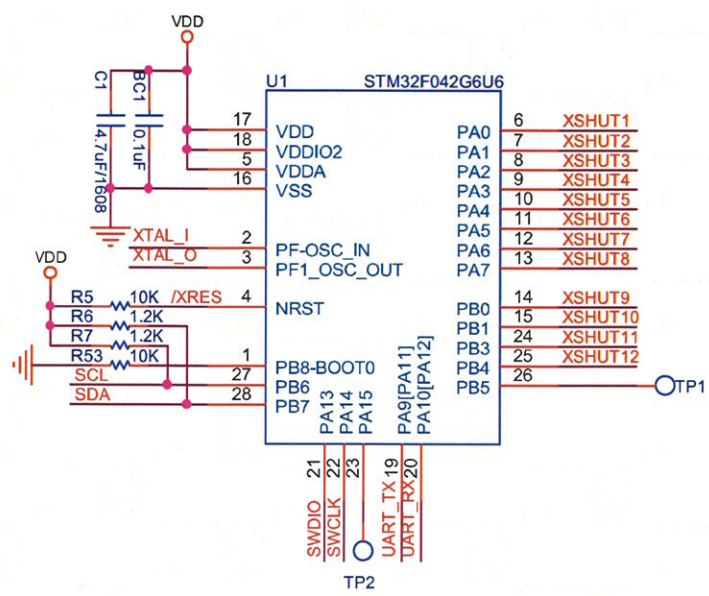 VDD
U1 STM32F042G6U6
C1
4.7uF/1608
BC1
0.1uF
17 VDD
18 VDDIO2
5 VDDA
16 VSS
XTAL_I 2 PF-OSC_IN
XTAL_O 3 PF1_OSC_OUT
VDD
R5 10K /XRES 4 NRST
R6 1.2K
R7 1.2K
R53 10K 1 PB8-BOOT0
SCL 27 PB6
SDA 28 PB7
PA0 6 XSHUT1
PA1 7 XSHUT2
PA2 8 XSHUT3
PA3 9 XSHUT4
PA4 10 XSHUT5
PA5 11 XSHUT6
PA6 12 XSHUT7
PA7 13 XSHUT8
PB0 14 XSHUT9
PB1 15 XSHUT10
PB3 24 XSHUT11
PB4 25 XSHUT12
PB5 26 TP1
PA13 21 SWDIO
PA14 22 SWCLK
PA15 23
TP2
PA9[PA11] 19 UART_TX
PA10[PA12] 20 UART_RX